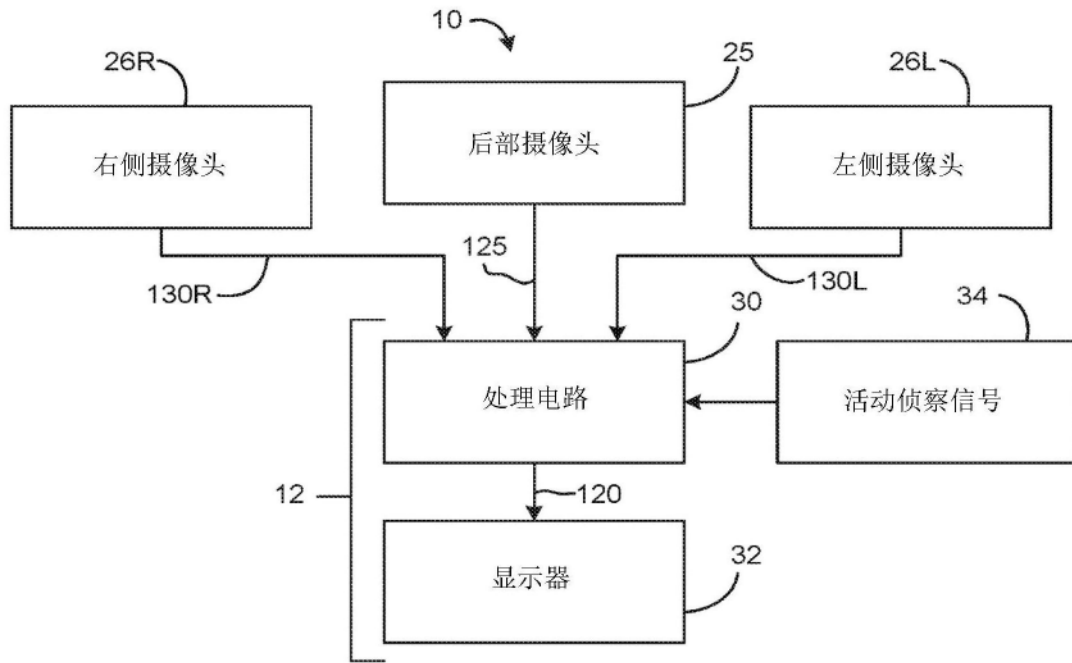 10
26R
25
26L
右侧摄像头
后部摄像头
左侧摄像头
125
130R
130L
30
34
处理电路
活动侦察信号
12
120
显示器
32